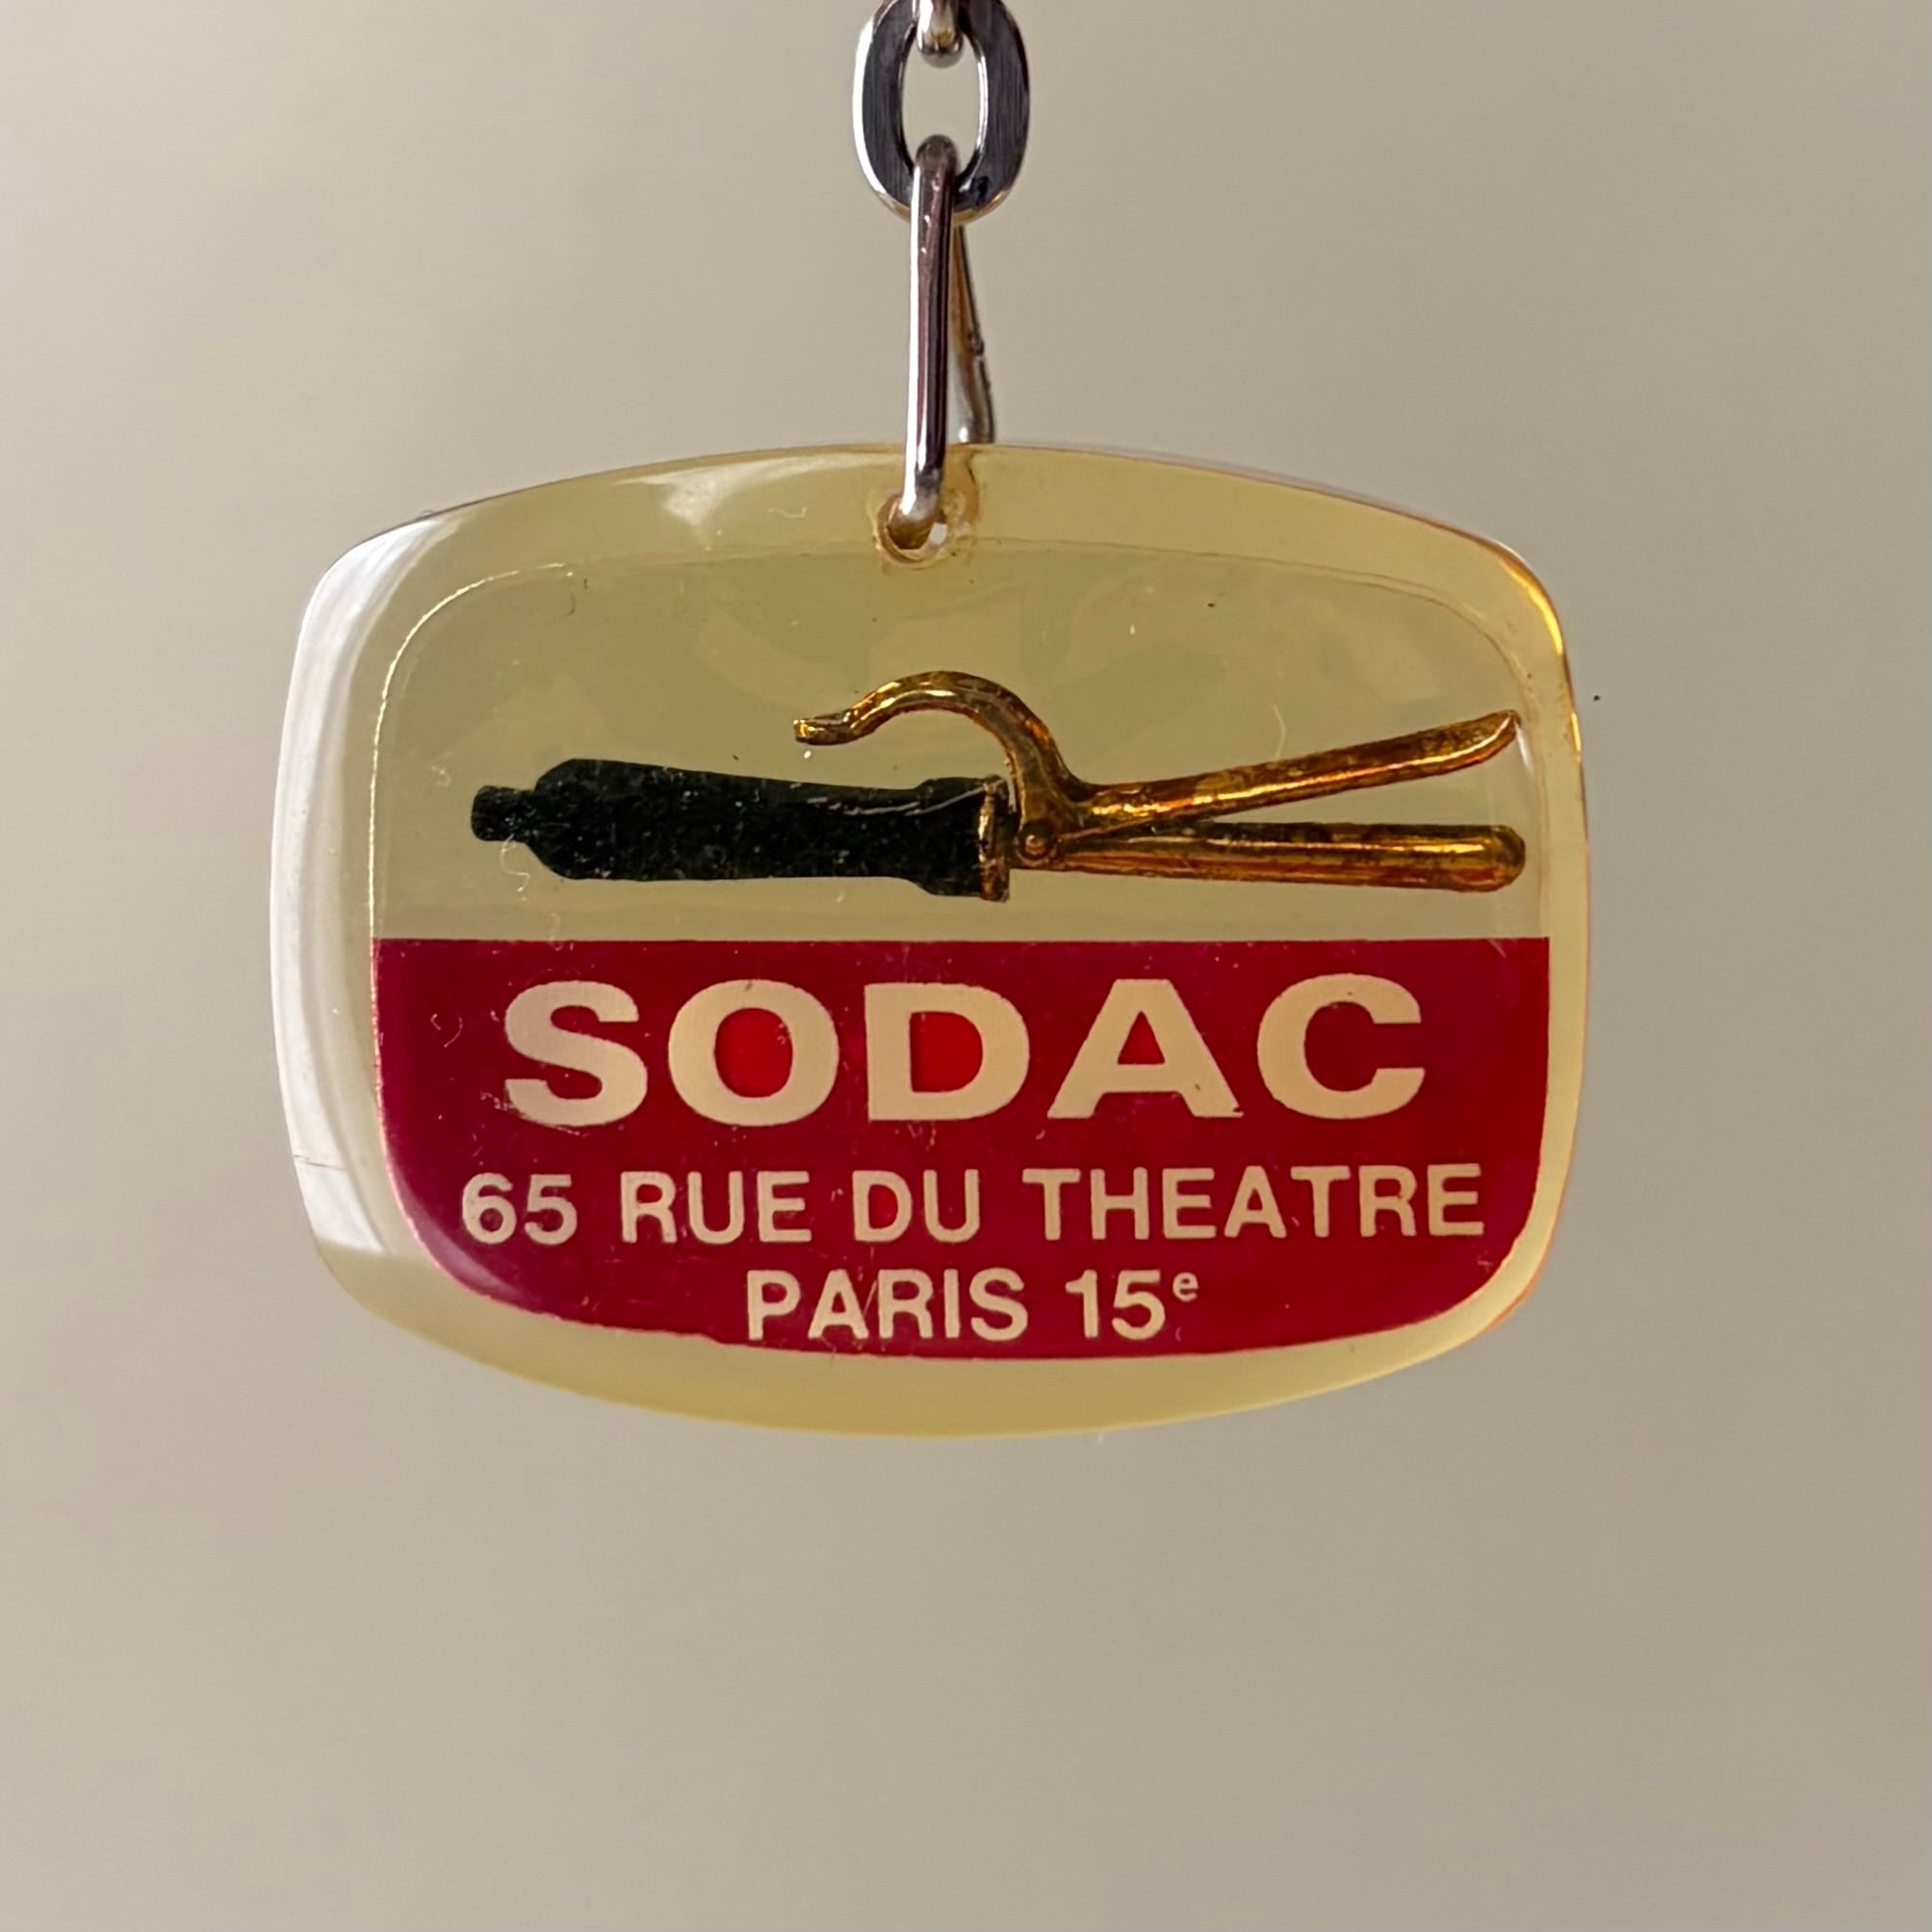 SODAC
65 RUE DU THEATRE
PARIS 15ᵉ